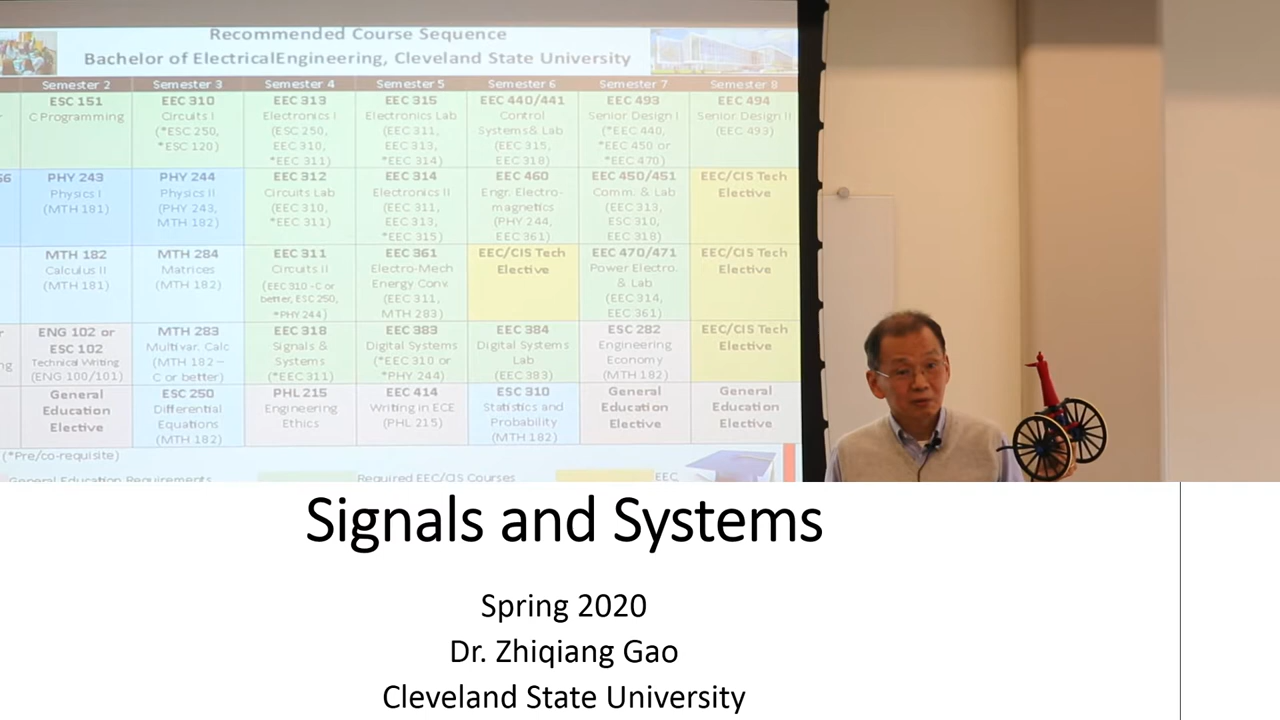 Recommended Course Sequence
Bachelor of ElectricalEngineering, Cleveland State University
Semester 2 Semester 3 Semester 4 Semester 5 Semester 6 Semester 7 Semester 8
ESC 151
C Programming
EEC 310
Circuits I
(*ESC 250,
*ESC 120)
EEC 313
Electronics I
(ESC 250,
EEC 310,
*EEC 311)
EEC 315
Electronics Lab
(EEC 311,
EEC 313,
*EEC 314)
EEC 440/441
Control
Systems& Lab
(EEC 315,
EEC 318)
EEC 493
Senior Design I
(*EEC 440,
*EEC 450 or
*EEC 470)
EEC 494
Senior Design II
(EEC 493)
PHY 243
Physics I
(MTH 181)
PHY 244
Physics II
(PHY 243,
MTH 182)
EEC 312
Circuits Lab
(EEC 310,
*EEC 311)
EEC 314
Electronics II
(EEC 311,
EEC 313,
*EEC 315)
EEC 460
Engr. Electro-
magnetics
(PHY 244,
EEC 361)
EEC 450/451
Comm. & Lab
(EEC 313,
ESC 310,
EEC 318)
EEC/CIS Tech
Elective
MTH 182
Calculus II
(MTH 181)
MTH 284
Matrices
(MTH 182)
EEC 311
Circuits II
(EEC 310 -C or
better, ESC 250,
*PHY 244)
EEC 361
Electro-Mech
Energy Conv.
(EEC 311,
MTH 283)
EEC/CIS Tech
Elective
EEC 470/471
Power Electro.
& Lab
(EEC 314,
EEC 361)
EEC/CIS Tech
Elective
ENG 102 or
ESC 102
Technical Writing
(ENG 100/101)
MTH 283
Multivar. Calc
(MTH 182 –
C or better)
EEC 318
Signals &
Systems
(*EEC 311)
EEC 383
Digital Systems
(*EEC 310 or
*PHY 244)
EEC 384
Digital Systems
Lab
(EEC 383)
ESC 282
Engineering
Economy
(MTH 182)
EEC/CIS Tech
Elective
General
Education
Elective
ESC 250
Differential
Equations
(MTH 182)
PHL 215
Engineering
Ethics
EEC 414
Writing in ECE
(PHL 215)
ESC 310
Statistics and
Probability
(MTH 182)
General
Education
Elective
General
Education
Elective
(*Pre/co-requisite)
General Education Requirements Required EEC/CIS Courses EEC
Signals and Systems
Spring 2020
Dr. Zhiqiang Gao
Cleveland State University